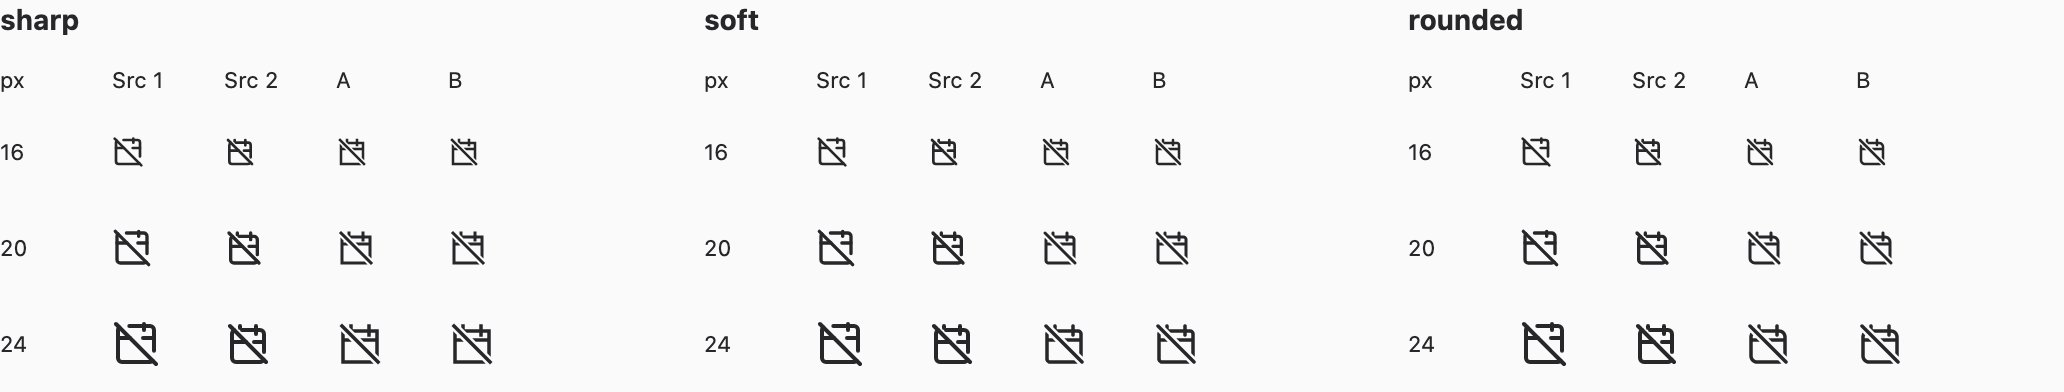 sharp soft rounded
px Src 1 Src 2 A B px Src 1 Src 2 A B px Src 1 Src 2 A B
16 16 16
20 20 20
24 24 24